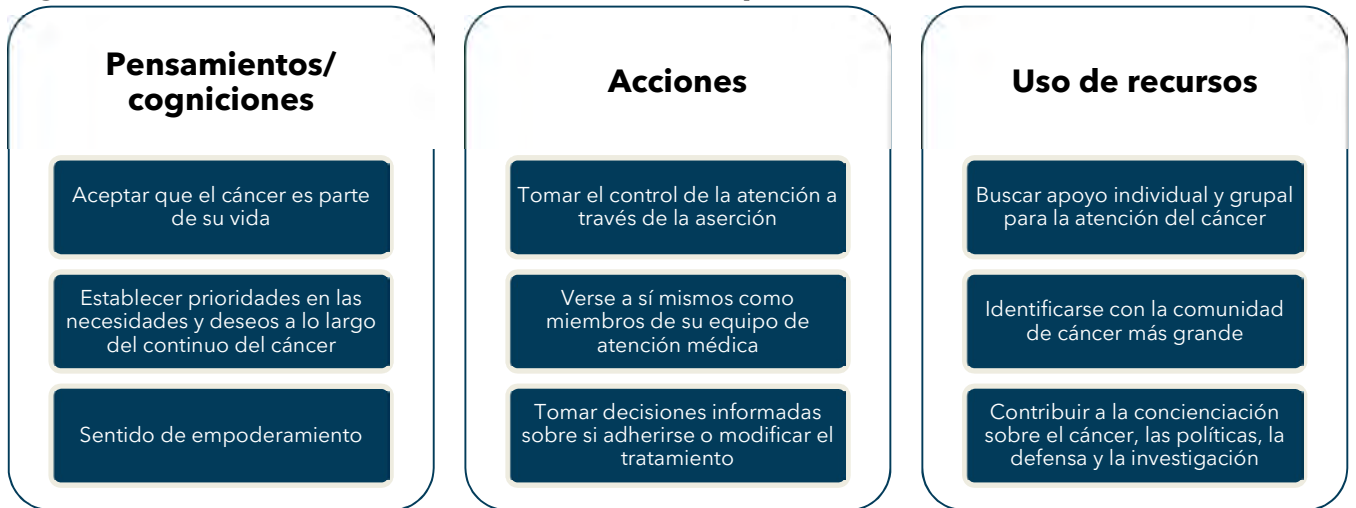 Pensamientos/
cogniciones
Aceptar que el cáncer es parte
de su vida
Establecer prioridades en las
necesidades y deseos a lo largo
del continuo del cáncer
Sentido de empoderamiento
Acciones
Tomar el control de la atención a
través de la aserción
Verse a sí mismos como
miembros de su equipo de
atención médica
Tomar decisiones informadas
sobre si adherirse o modificar el
tratamiento
Uso de recursos
Buscar apoyo individual y grupal
para la atención del cáncer
Identificarse con la comunidad
de cáncer más grande
Contribuir a la concienciación
sobre el cáncer, las políticas, la
defensa y la investigación